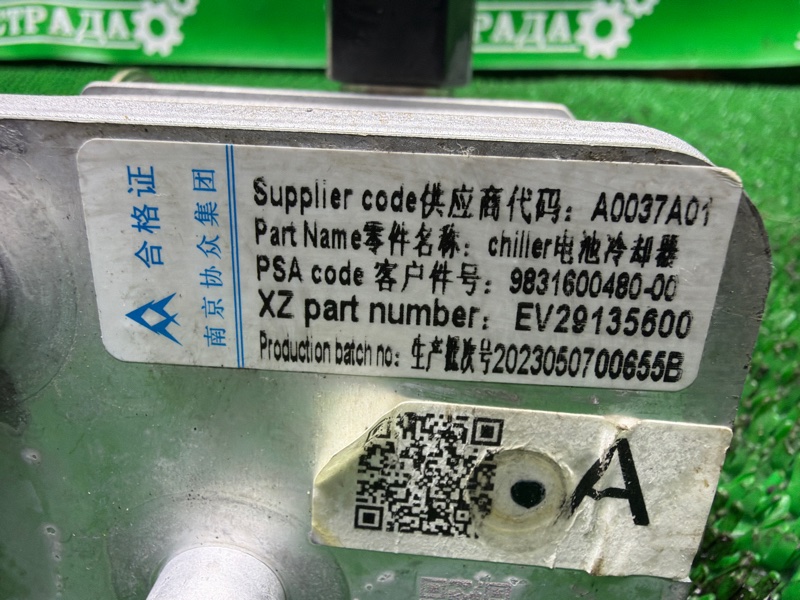 СТРАДА
СТРАДА
合格证
南京协众集团
Supplier code供应商代码：A0037A01
Part Name零件名称：chiller电池冷却器
PSA code 客户件号：9831600480-00
XZ part number：EV29135600
Production batch no：生产批次号2023050700655B
A